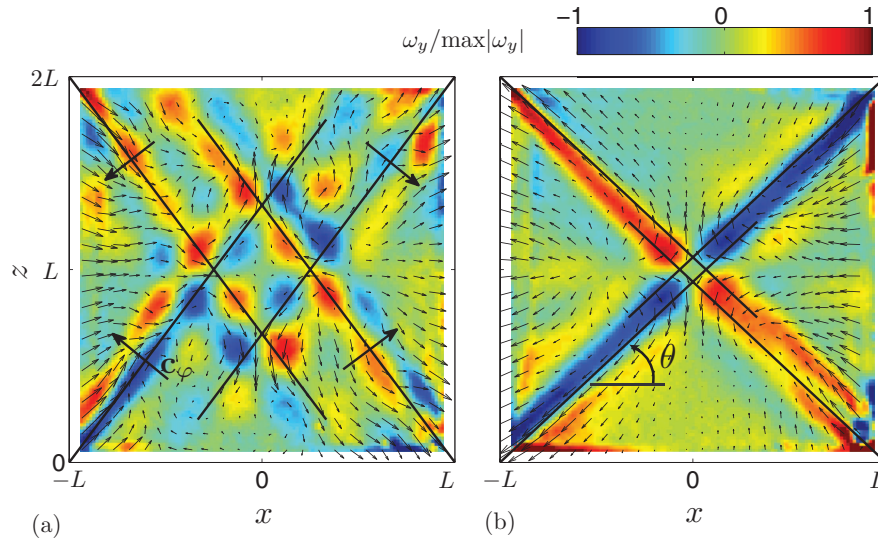 −1 0 1
ω_y/max|ω_y|
2L
z
L
0
c_φ
θ
−L 0 L
−L 0 L
(a) x
(b) x